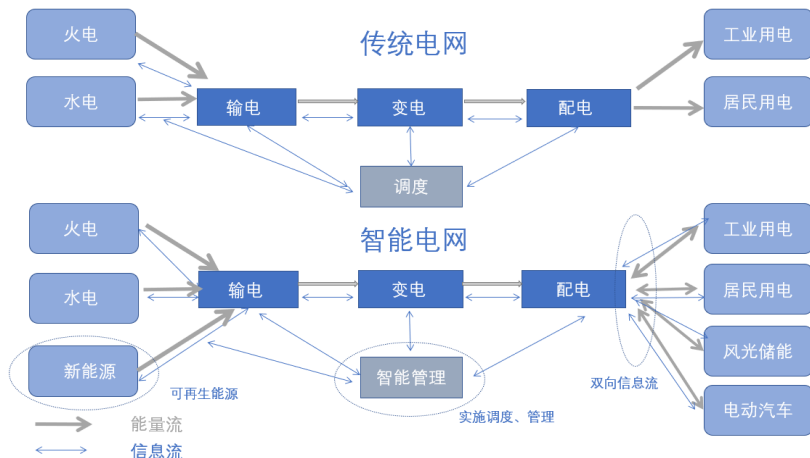 传统电网
火电
工业用电
水电
输电
变电
配电
居民用电
调度
智能电网
火电
工业用电
水电
输电
变电
配电
居民用电
新能源
智能管理
风光储能
可再生能源
双向信息流
电动汽车
实施调度、管理
能量流
信息流